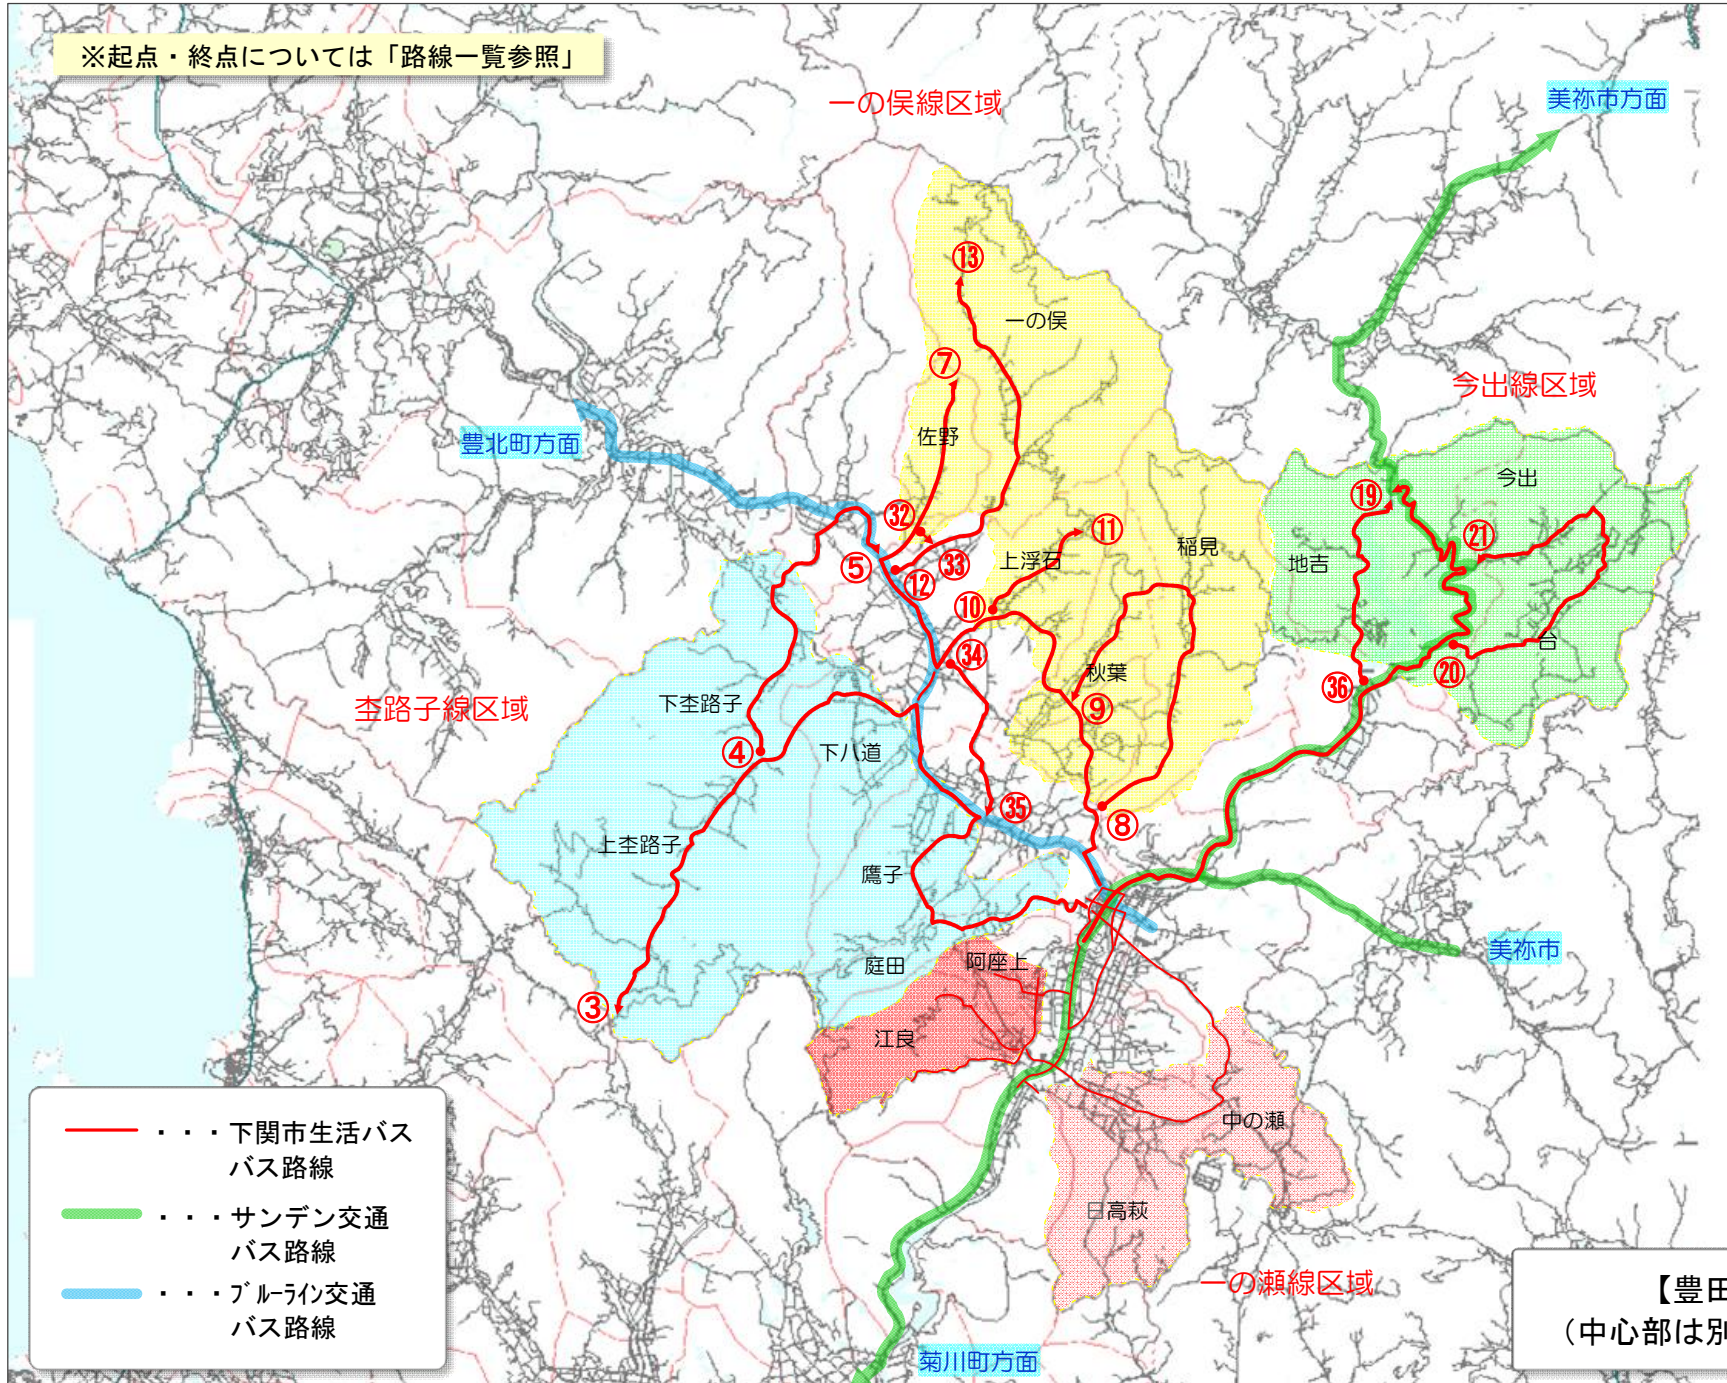 ※起点・終点については「路線一覧参照」
一の俣線区域
美祢市方面
⑬
一の俣
⑦
今出線区域
佐野
豊北町方面
今出
⑲
㉜
⑪
㉑
上浮石
稲見
⑤
㉝
地吉
⑫
⑩
台
㉞
秋葉
⑳
㊱
下杢路子
杢路子線区域
⑨
④
下八道
㉟
⑧
上杢路子
鷹子
美祢市
庭田
阿座上
③
江良
中の瀬
日高萩
一の瀬線区域
菊川町方面
・・・下関市生活バス
バス路線
・・・サンデン交通
バス路線
・・・ブルーライン交通
バス路線
【豊田
（中心部は別